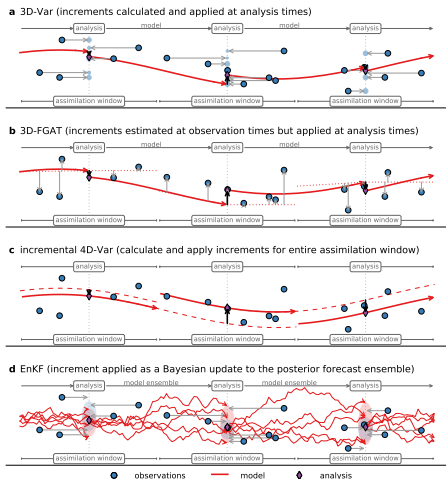 a 3D-Var (increments calculated and applied at analysis times)
analysis model analysis model analysis
assimilation window assimilation window assimilation window
b 3D-FGAT (increments estimated at observation times but applied at analysis times)
analysis model analysis model analysis
assimilation window assimilation window assimilation window
c incremental 4D-Var (calculate and apply increments for entire assimilation window)
analysis analysis analysis
assimilation window assimilation window assimilation window
d EnKF (increment applied as a Bayesian update to the posterior forecast ensemble)
analysis model ensemble analysis model ensemble analysis
assimilation window assimilation window assimilation window
observations model analysis